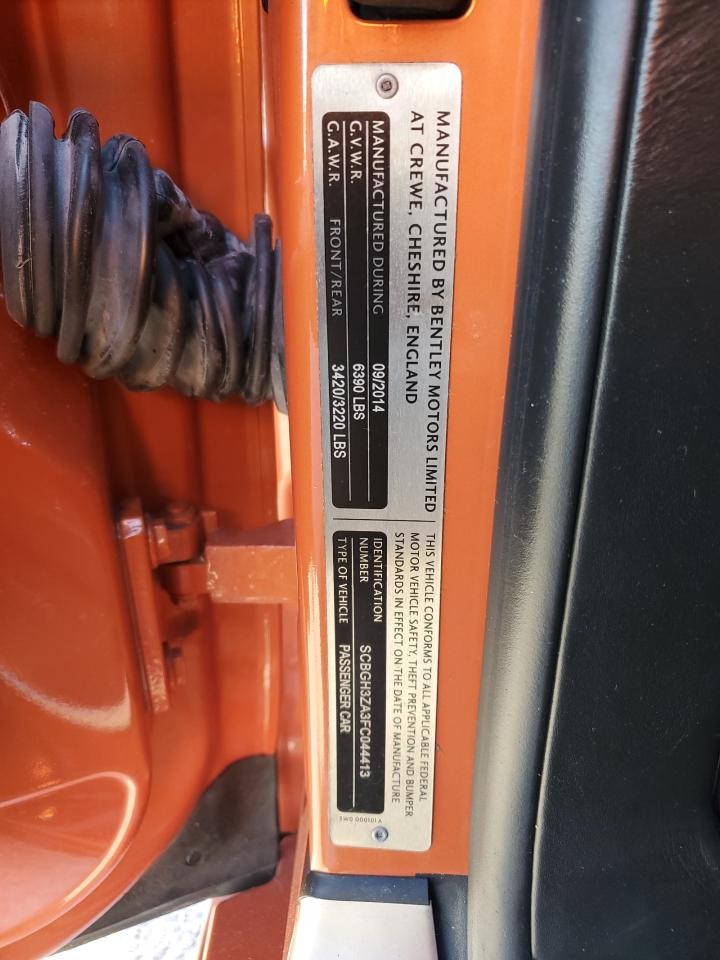 MANUFACTURED BY BENTLEY MOTORS LIMITED
AT CREWE, CHESHIRE, ENGLAND
MANUFACTURED DURING 09/2014
G.V.W.R. 6390 LBS
G.A.W.R. FRONT/REAR 3420/3220 LBS
THIS VEHICLE CONFORMS TO ALL APPLICABLE FEDERAL
MOTOR VEHICLE SAFETY, THEFT PREVENTION AND BUMPER
STANDARDS IN EFFECT ON THE DATE OF MANUFACTURE
IDENTIFICATION
NUMBER SCBGH3ZA3FC044413
TYPE OF VEHICLE PASSENGER CAR
3W0 000101 A